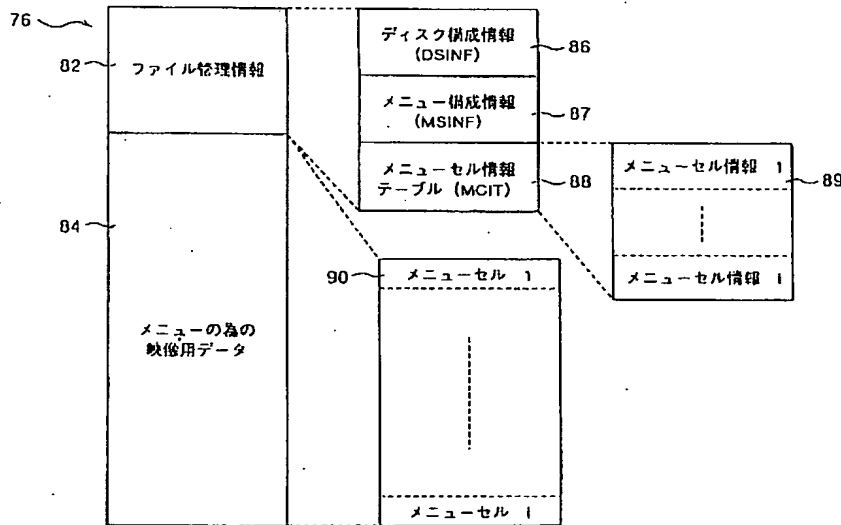 76
82
ファイル管理情報
84
メニューの為の
映像用データ
ディスク構成情報
(DSINF)
86
メニュー構成情報
(MSINF)
87
メニューセル情報
テーブル (MCIT)
88
メニューセル情報 1
89
メニューセル情報 i
90
メニューセル 1
メニューセル i